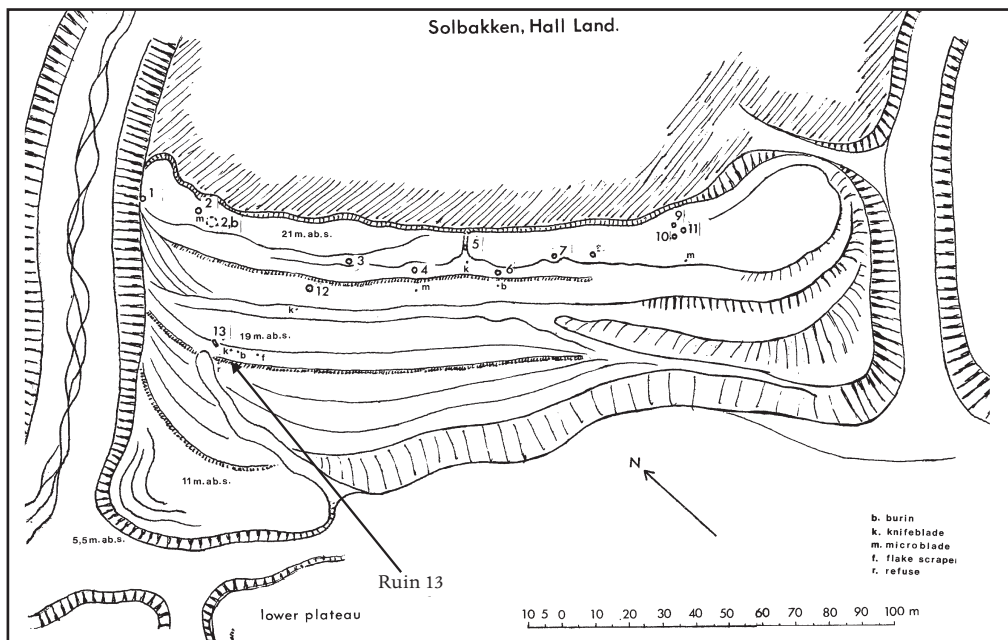 Solbakken, Hall Land.
1
2
m
2,b
21 m. ab. s.
9
10
11
5
7
f.
3
4
k
6
m
12
m
b
k
13
19 m. ab. s.
k b f
r
11 m. ab. s.
N
5,5 m. ab. s.
b. burin
k. knifeblade
m. microblade
f. flake scraper
r. refuse
Ruin 13
lower plateau
10 5 0 10 20 30 40 50 60 70 80 90 100 m